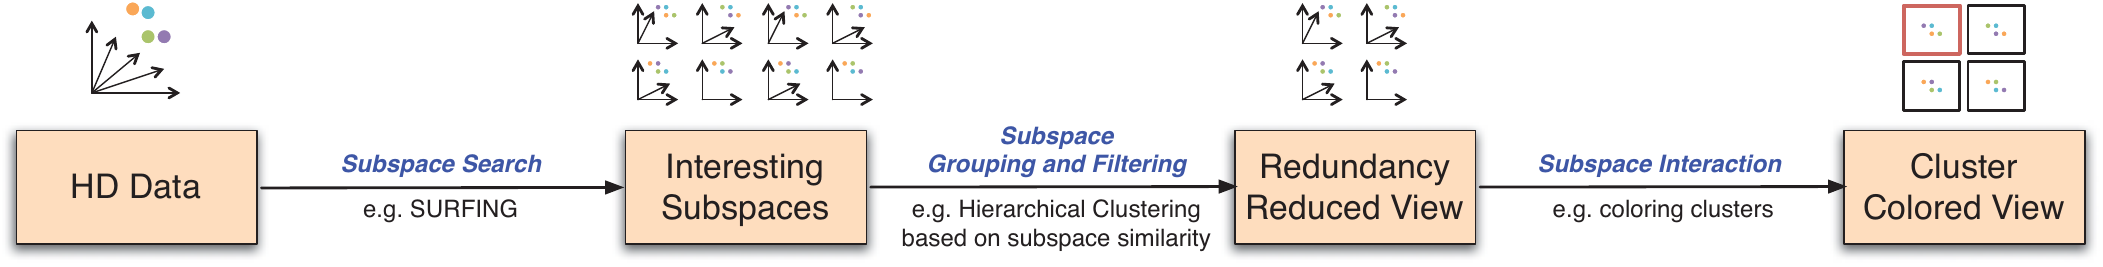 HD Data
Subspace Search
e.g. SURFING
Interesting
Subspaces
Subspace
Grouping and Filtering
e.g. Hierarchical Clustering
based on subspace similarity
Redundancy
Reduced View
Subspace Interaction
e.g. coloring clusters
Cluster
Colored View